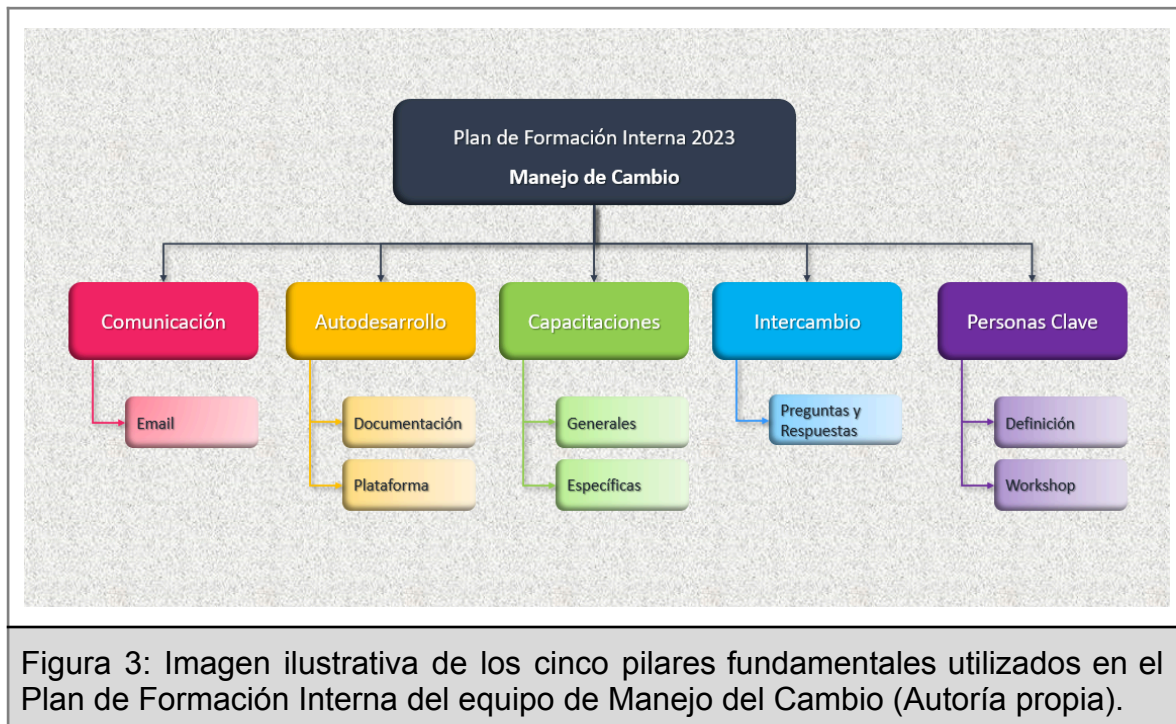 Plan de Formación Interna 2023
Manejo de Cambio
Comunicación
Autodesarrollo
Capacitaciones
Intercambio
Personas Clave
Email
Documentación
Generales
Preguntas y
Respuestas
Definición
Plataforma
Específicas
Workshop
Figura 3: Imagen ilustrativa de los cinco pilares fundamentales utilizados en el
Plan de Formación Interna del equipo de Manejo del Cambio (Autoría propia).